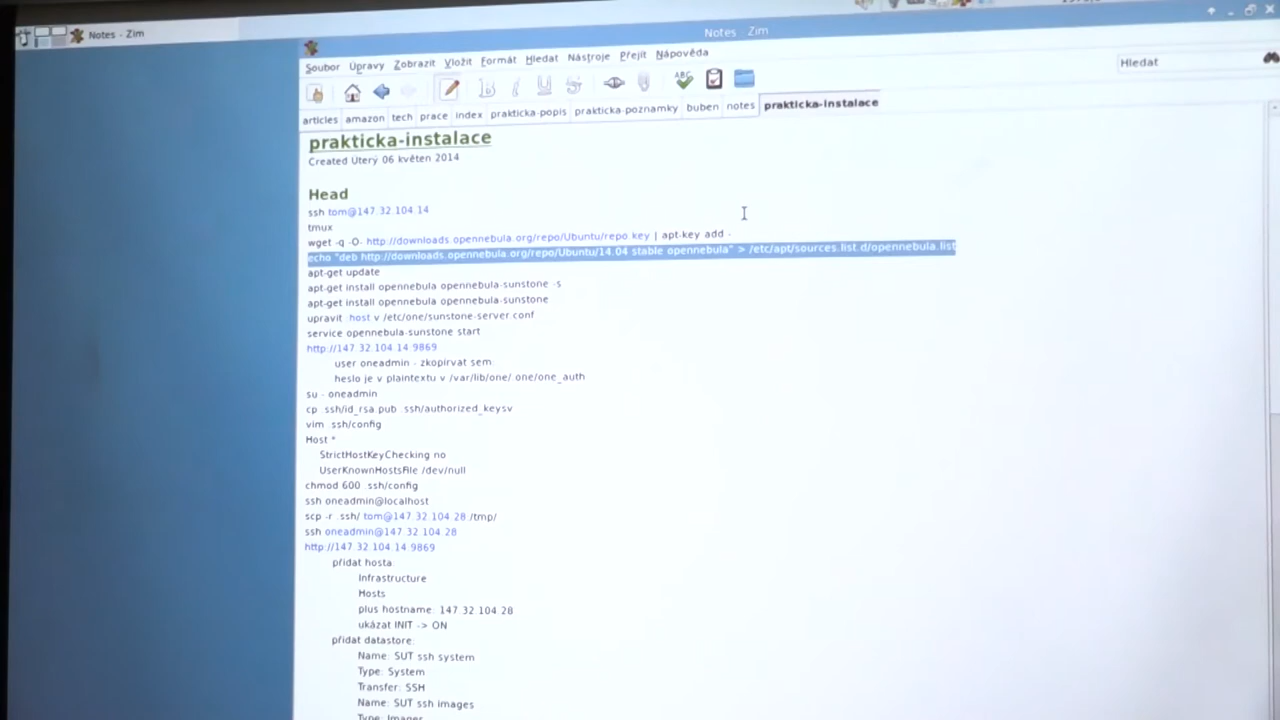 Notes - Zim
Notes - Zim
Soubor Úpravy Zobrazit Vložit Formát Hledat Nástroje Přejít Nápověda
Hledat
articles amazon tech prace index prakticka-popis prakticka-poznamky buben notes prakticka-instalace
prakticka-instalace
Created Úterý 06 květen 2014
Head
ssh tom@147.32.104.14
tmux
wget -q -O- http://downloads.opennebula.org/repo/Ubuntu/repo.key | apt-key add -
echo "deb http://downloads.opennebula.org/repo/Ubuntu/14.04 stable opennebula" > /etc/apt/sources.list.d/opennebula.list
apt-get update
apt-get install opennebula opennebula-sunstone -s
apt-get install opennebula opennebula-sunstone
upravit :host v /etc/one/sunstone-server.conf
service opennebula-sunstone start
http://147.32.104.14:9869
user oneadmin - zkopírvat sem:
heslo je v plaintextu v /var/lib/one/.one/one_auth
su - oneadmin
cp .ssh/id_rsa.pub .ssh/authorized_keysv
vim .ssh/config
Host *
StrictHostKeyChecking no
UserKnownHostsFile /dev/null
chmod 600 .ssh/config
ssh oneadmin@localhost
scp -r .ssh/ tom@147.32.104.28:/tmp/
ssh oneadmin@147.32.104.28
http://147.32.104.14:9869
přidat hosta:
Infrastructure
Hosts
plus hostname: 147.32.104.28
ukázat INIT -> ON
přidat datastore:
Name: SUT ssh system
Type: System
Transfer: SSH
Name: SUT ssh images
Type: Images